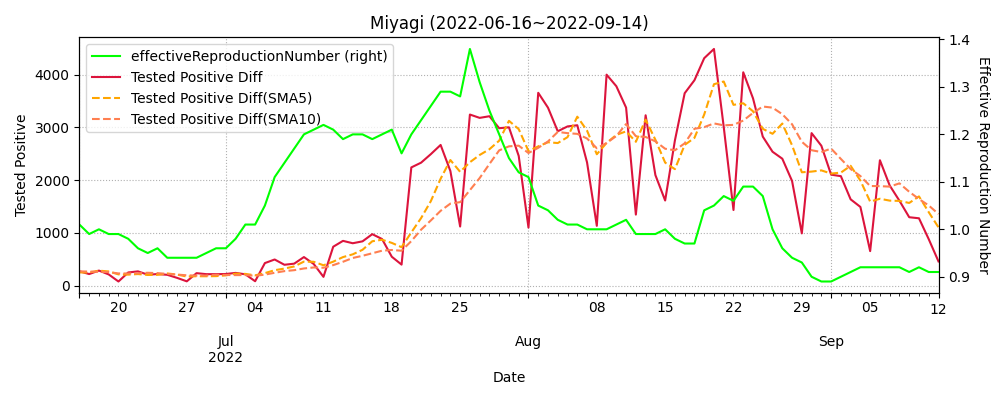 Miyagi (2022-06-16~2022-09-14)
effectiveReproductionNumber (right)
Tested Positive Diff
Tested Positive Diff(SMA5)
Tested Positive Diff(SMA10)
Tested Positive
4000
3000
2000
1000
0
1.4
1.3
1.2
1.1
1.0
0.9
Effective Reproduction Number
20 27 04 11 18 25 08 15 22 29 05 12
Jul Aug Sep
2022
Date